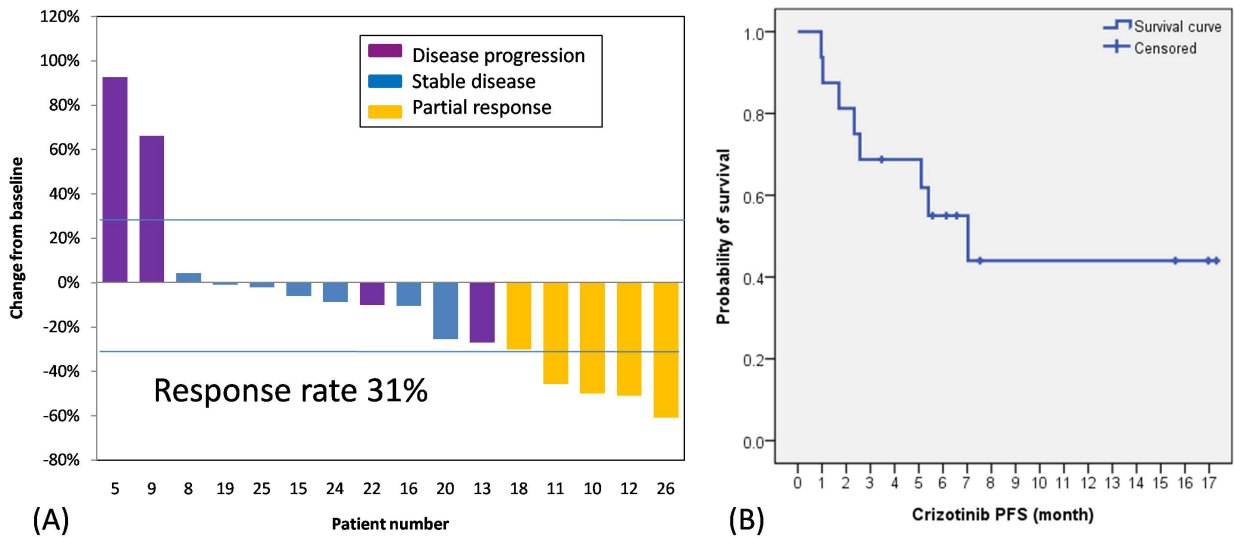 120%
100%
80%
60%
40%
20%
0%
-20%
-40%
-60%
-80%
Change from baseline
Disease progression
Stable disease
Partial response
Response rate 31%
5 9 8 19 25 15 24 22 16 20 13 18 11 10 12 26
Patient number
(A)
Survival curve
Censored
1.0
0.8
0.6
0.4
0.2
0.0
Probability of survival
0 1 2 3 4 5 6 7 8 9 10 11 12 13 14 15 16 17
Crizotinib PFS (month)
(B)